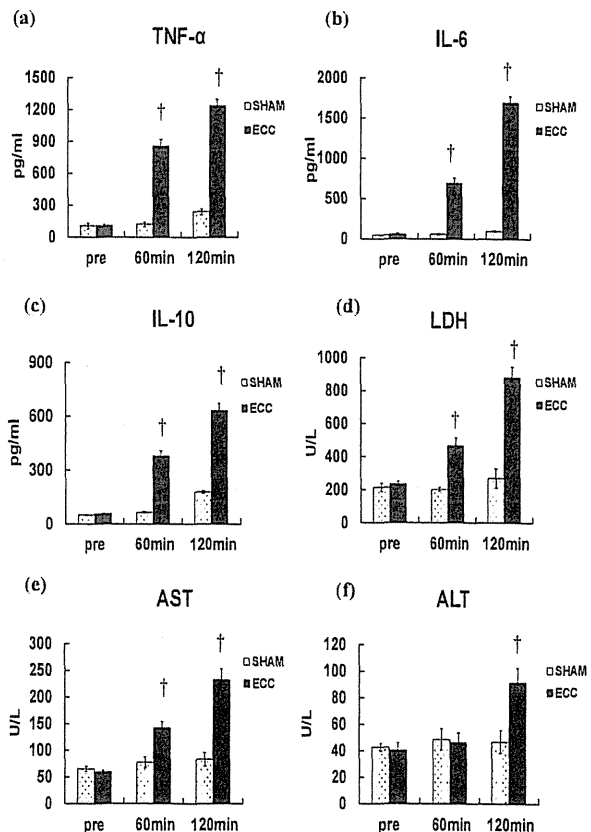 (a)
TNF-α
1500
1200
900
600
300
0
pg/ml
†
†
SHAM
ECC
pre 60min 120min
(b)
IL-6
2000
1500
1000
500
0
pg/ml
†
†
SHAM
ECC
pre 60min 120min
(c)
IL-10
900
600
300
0
pg/ml
†
†
SHAM
ECC
pre 60min 120min
(d)
LDH
1000
800
600
400
200
0
U/L
†
†
SHAM
ECC
pre 60min 120min
(e)
AST
300
250
200
150
100
50
0
U/L
†
†
SHAM
ECC
pre 60min 120min
(f)
ALT
120
100
80
60
40
20
0
U/L
†
SHAM
ECC
pre 60min 120min